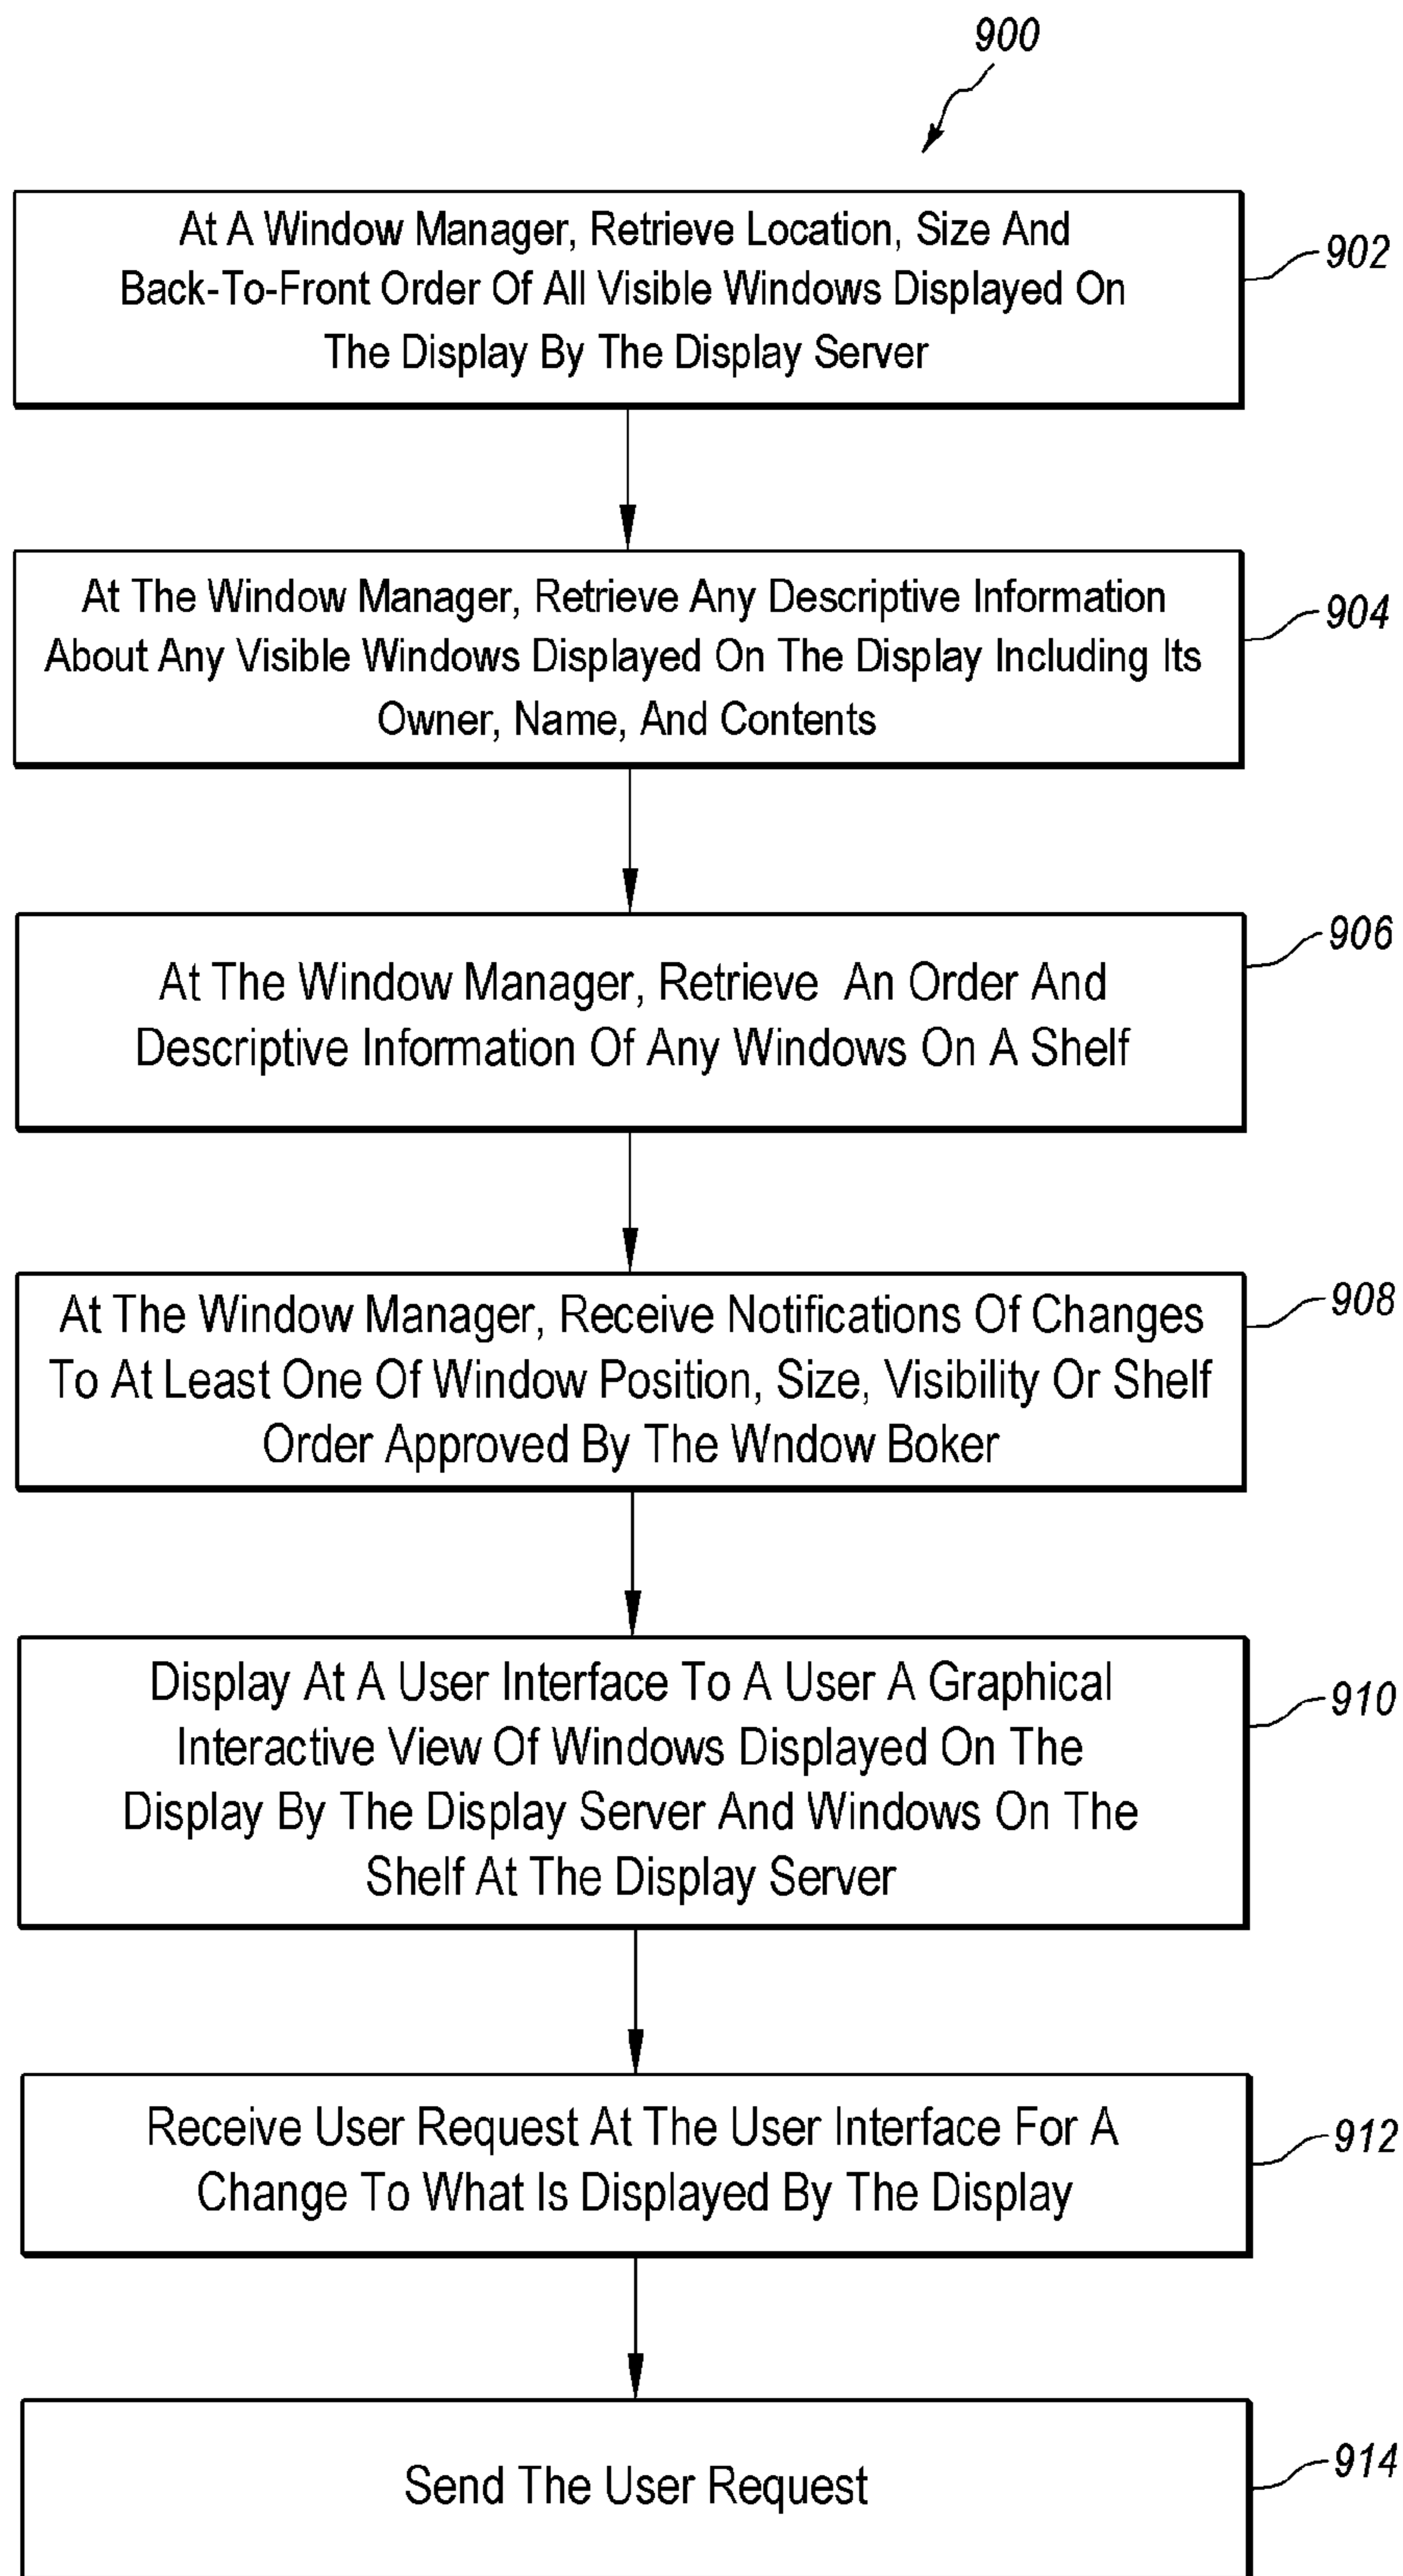 900
At A Window Manager, Retrieve Location, Size And
Back-To-Front Order Of All Visible Windows Displayed On
The Display By The Display Server
902
At The Window Manager, Retrieve Any Descriptive Information
About Any Visible Windows Displayed On The Display Including Its
Owner, Name, And Contents
904
At The Window Manager, Retrieve An Order And
Descriptive Information Of Any Windows On A Shelf
906
At The Window Manager, Receive Notifications Of Changes
To At Least One Of Window Position, Size, Visibility Or Shelf
Order Approved By The Wndow Boker
908
Display At A User Interface To A User A Graphical
Interactive View Of Windows Displayed On The
Display By The Display Server And Windows On The
Shelf At The Display Server
910
Receive User Request At The User Interface For A
Change To What Is Displayed By The Display
912
Send The User Request
914